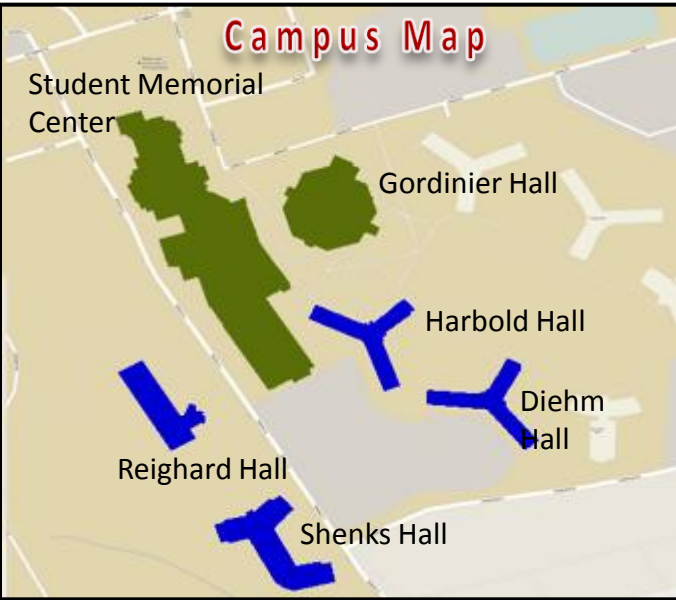 Campus Map
Student Memorial
Center
Gordinier Hall
Harbold Hall
Diehm
Hall
Reighard Hall
Shenks Hall